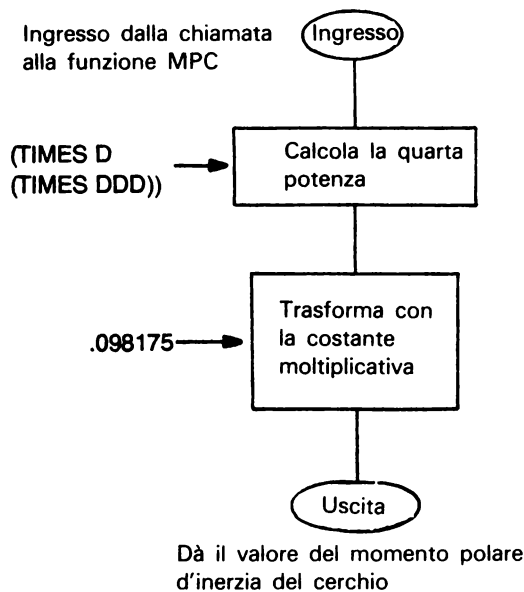 Ingresso dalla chiamata
alla funzione MPC
Ingresso
(TIMES D
(TIMES DDD))
Calcola la quarta
potenza
.098175
Trasforma con
la costante
moltiplicativa
Uscita
Dà il valore del momento polare
d'inerzia del cerchio